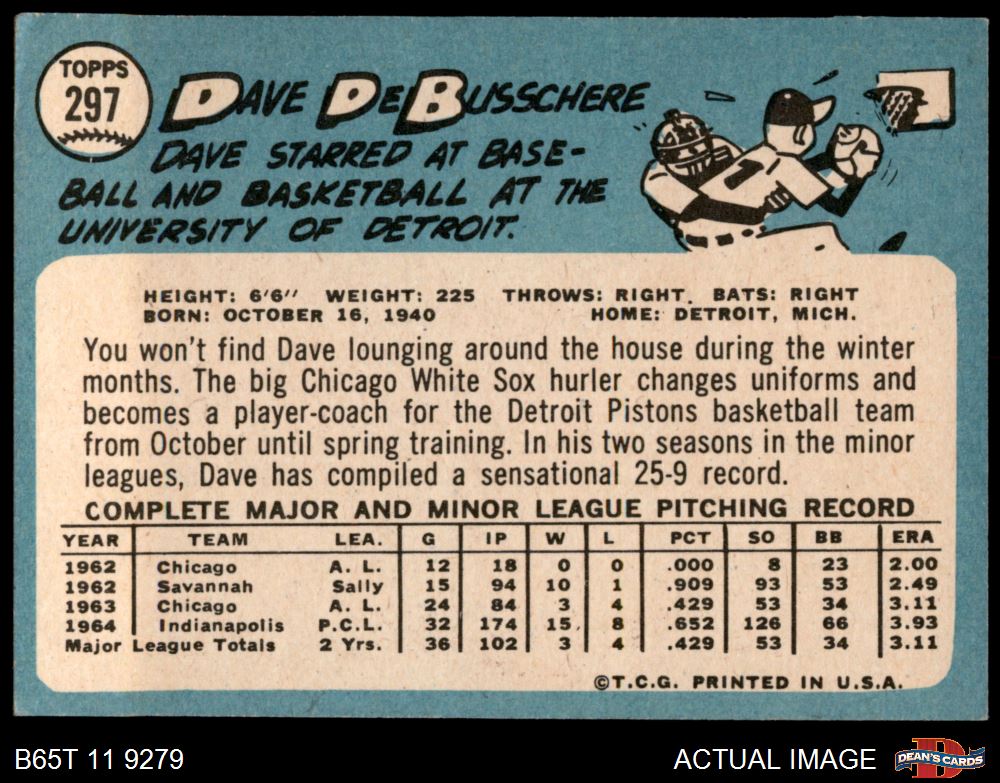 TOPPS
297
DAVE DEBUSSCHERE
DAVE STARRED AT BASE-
BALL AND BASKETBALL AT THE
UNIVERSITY OF DETROIT.
7
HEIGHT: 6'6" WEIGHT: 225 THROWS: RIGHT. BATS: RIGHT
BORN: OCTOBER 16, 1940 HOME: DETROIT, MICH.
You won't find Dave lounging around the house during the winter
months. The big Chicago White Sox hurler changes uniforms and
becomes a player-coach for the Detroit Pistons basketball team
from October until spring training. In his two seasons in the minor
leagues, Dave has compiled a sensational 25-9 record.
COMPLETE MAJOR AND MINOR LEAGUE PITCHING RECORD
YEAR TEAM LEA. G IP W L PCT SO BB ERA
1962 Chicago A. L. 12 18 0 0 .000 8 23 2.00
1962 Savannah Sally 15 94 10 1 .909 93 53 2.49
1963 Chicago A. L. 24 84 3 4 .429 53 34 3.11
1964 Indianapolis P.C.L. 32 174 15 8 .652 126 66 3.93
Major League Totals 2 Yrs. 36 102 3 4 .429 53 34 3.11
©T.C.G. PRINTED IN U.S.A.
B65T 11 9279 ACTUAL IMAGE D DEAN'S CARDS